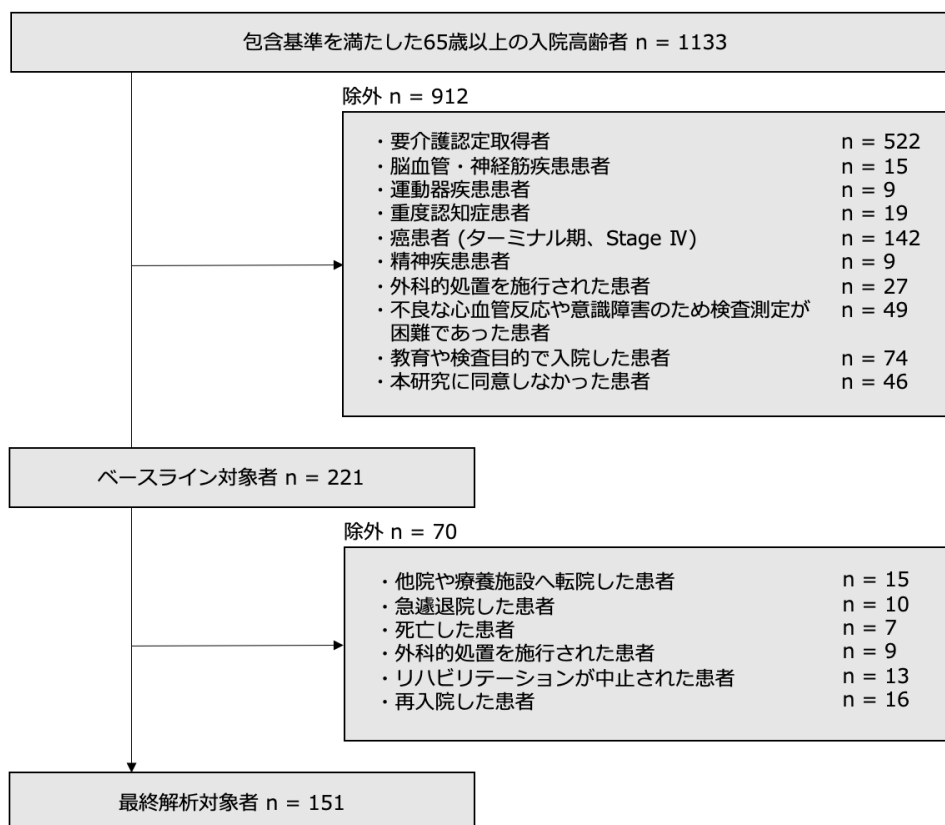 包含基準を満たした65歳以上の入院高齢者 n = 1133
除外 n = 912
・要介護認定取得者 n = 522
・脳血管・神経筋疾患患者 n = 15
・運動器疾患患者 n = 9
・重度認知症患者 n = 19
・癌患者 (ターミナル期、Stage Ⅳ) n = 142
・精神疾患患者 n = 9
・外科的処置を施行された患者 n = 27
・不良な心血管反応や意識障害のため検査測定が n = 49
困難であった患者
・教育や検査目的で入院した患者 n = 74
・本研究に同意しなかった患者 n = 46
ベースライン対象者 n = 221
除外 n = 70
・他院や療養施設へ転院した患者 n = 15
・急遽退院した患者 n = 10
・死亡した患者 n = 7
・外科的処置を施行された患者 n = 9
・リハビリテーションが中止された患者 n = 13
・再入院した患者 n = 16
最終解析対象者 n = 151